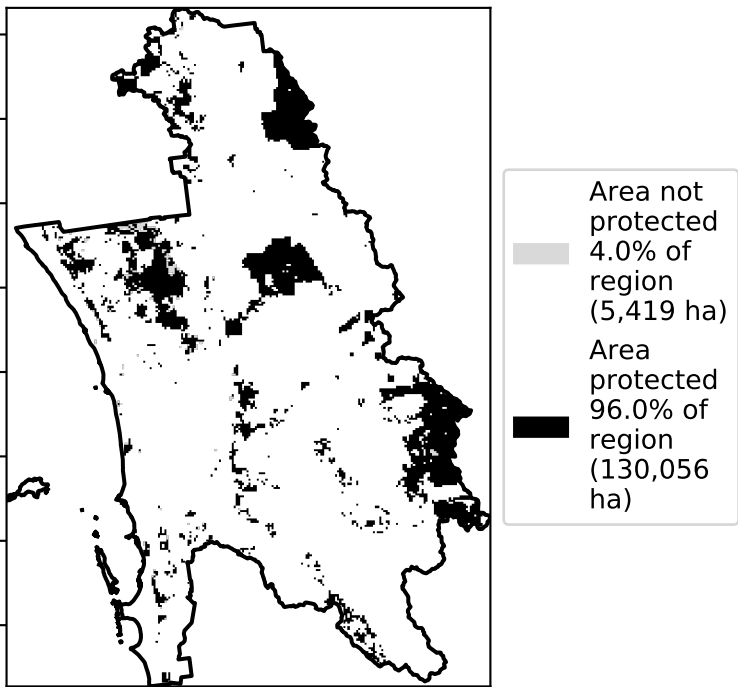 Area not
protected
4.0% of
region
(5,419 ha)
Area
protected
96.0% of
region
(130,056
ha)